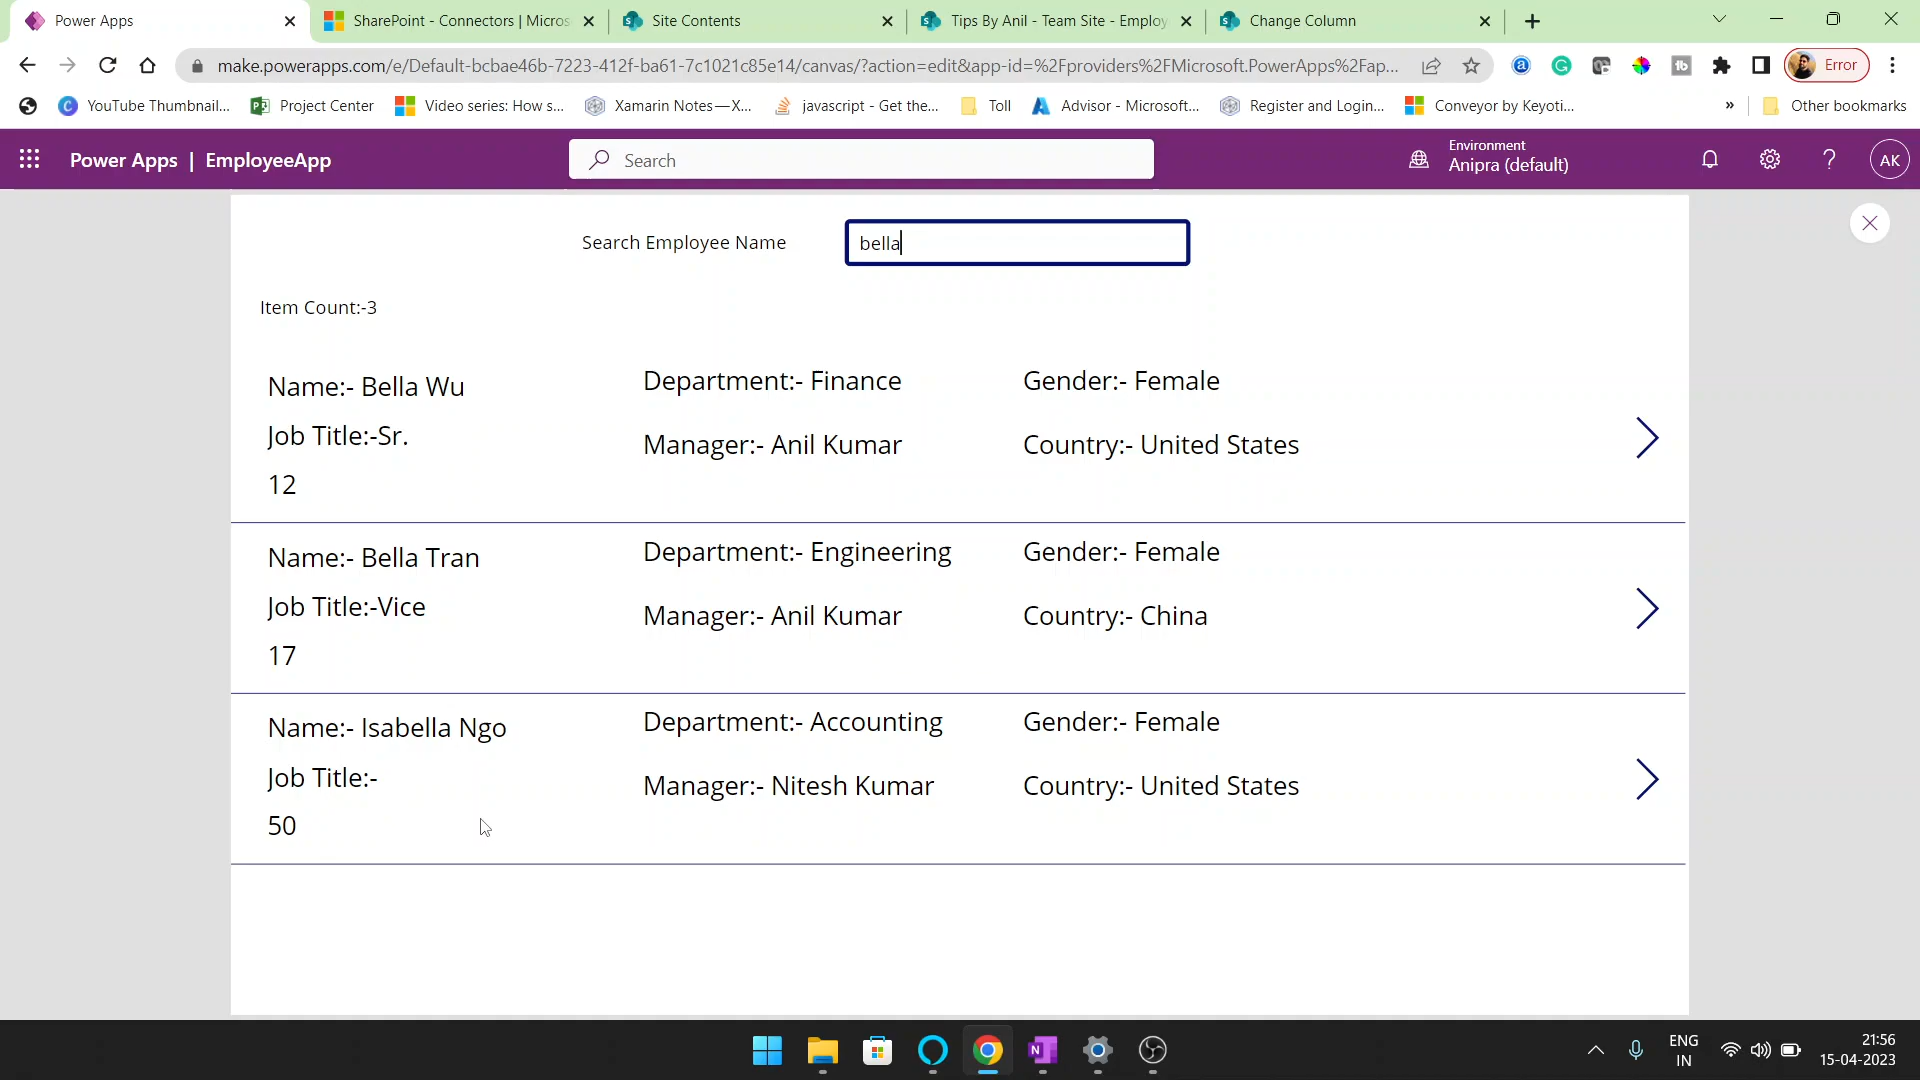 Power Apps
SharePoint - Connectors | Micros
Site Contents
Tips By Anil - Team Site - Employ
Change Column
make.powerapps.com/e/Default-bcbae46b-7223-412f-ba61-7c1021c85e14/canvas/?action=edit&app-id=%2Fproviders%2FMicrosoft.PowerApps%2Fap...
Error
YouTube Thumbnail...
Project Center
Video series: How s...
Xamarin Notes—X...
javascript - Get the...
Toll
Advisor - Microsoft...
Register and Login...
Conveyor by Keyoti...
»
Other bookmarks
Power Apps | EmployeeApp
Search
Environment
Anipra (default)
?
AK
Search Employee Name
bella
Item Count:-3
Name:- Bella Wu
Department:- Finance
Gender:- Female
Job Title:-Sr.
Manager:- Anil Kumar
Country:- United States
12
Name:- Bella Tran
Department:- Engineering
Gender:- Female
Job Title:-Vice
Manager:- Anil Kumar
Country:- China
17
Name:- Isabella Ngo
Department:- Accounting
Gender:- Female
Job Title:-
Manager:- Nitesh Kumar
Country:- United States
50
ENG
IN
21:56
15-04-2023